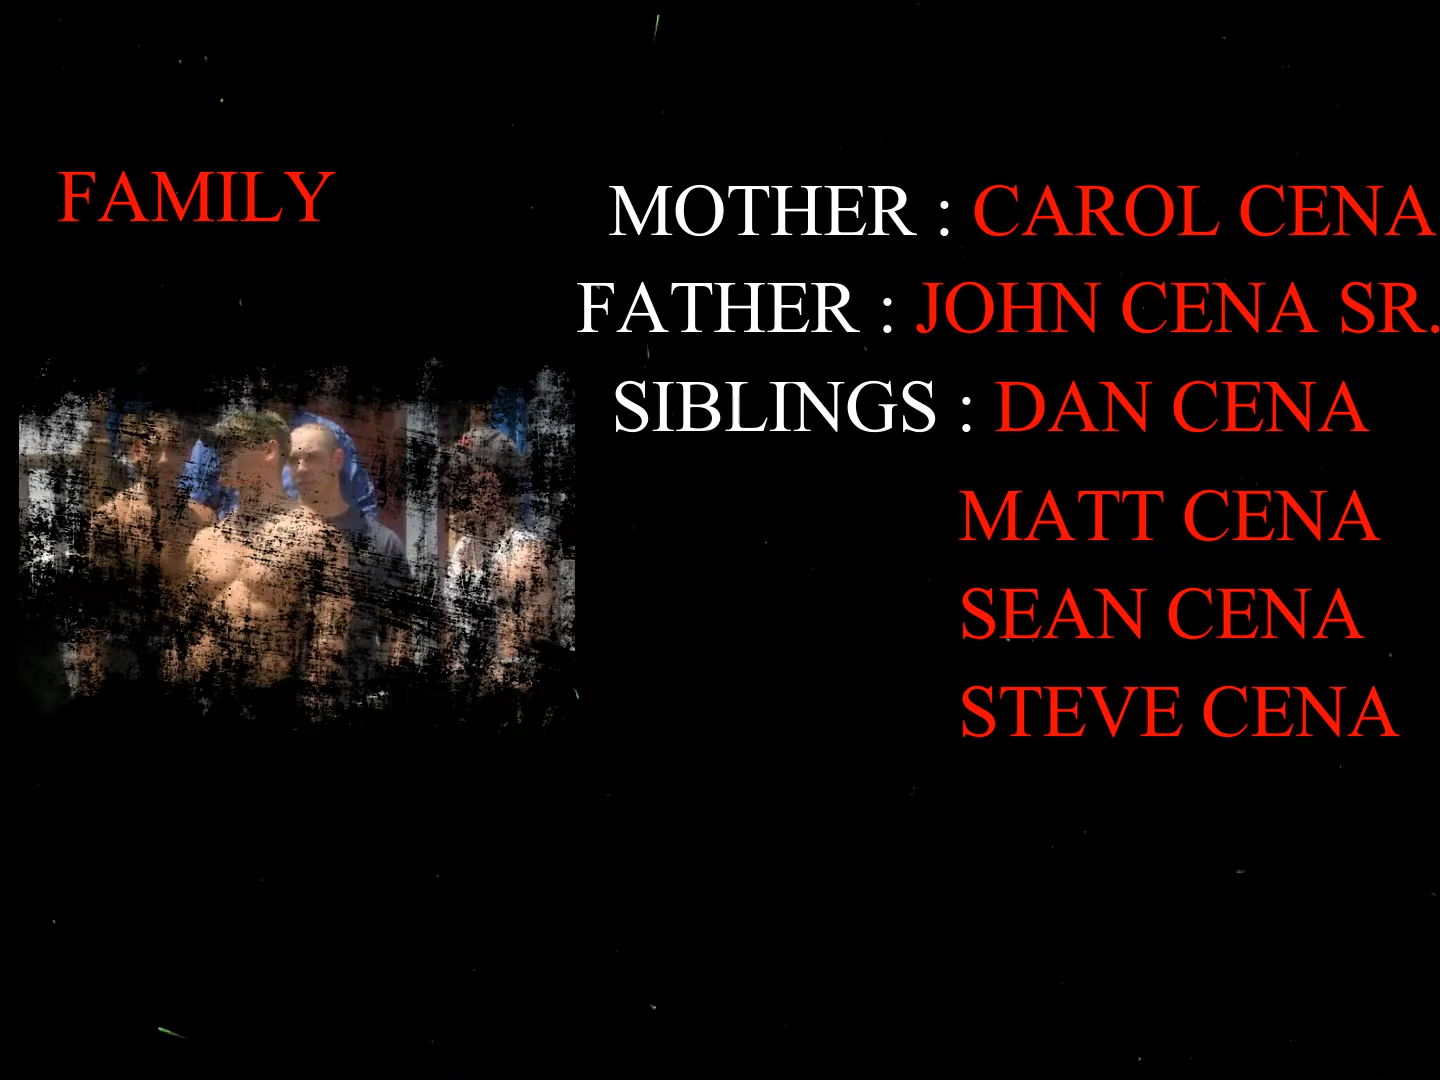 FAMILY
MOTHER : CAROL CENA
FATHER : JOHN CENA SR.
SIBLINGS : DAN CENA
MATT CENA
SEAN CENA
STEVE CENA